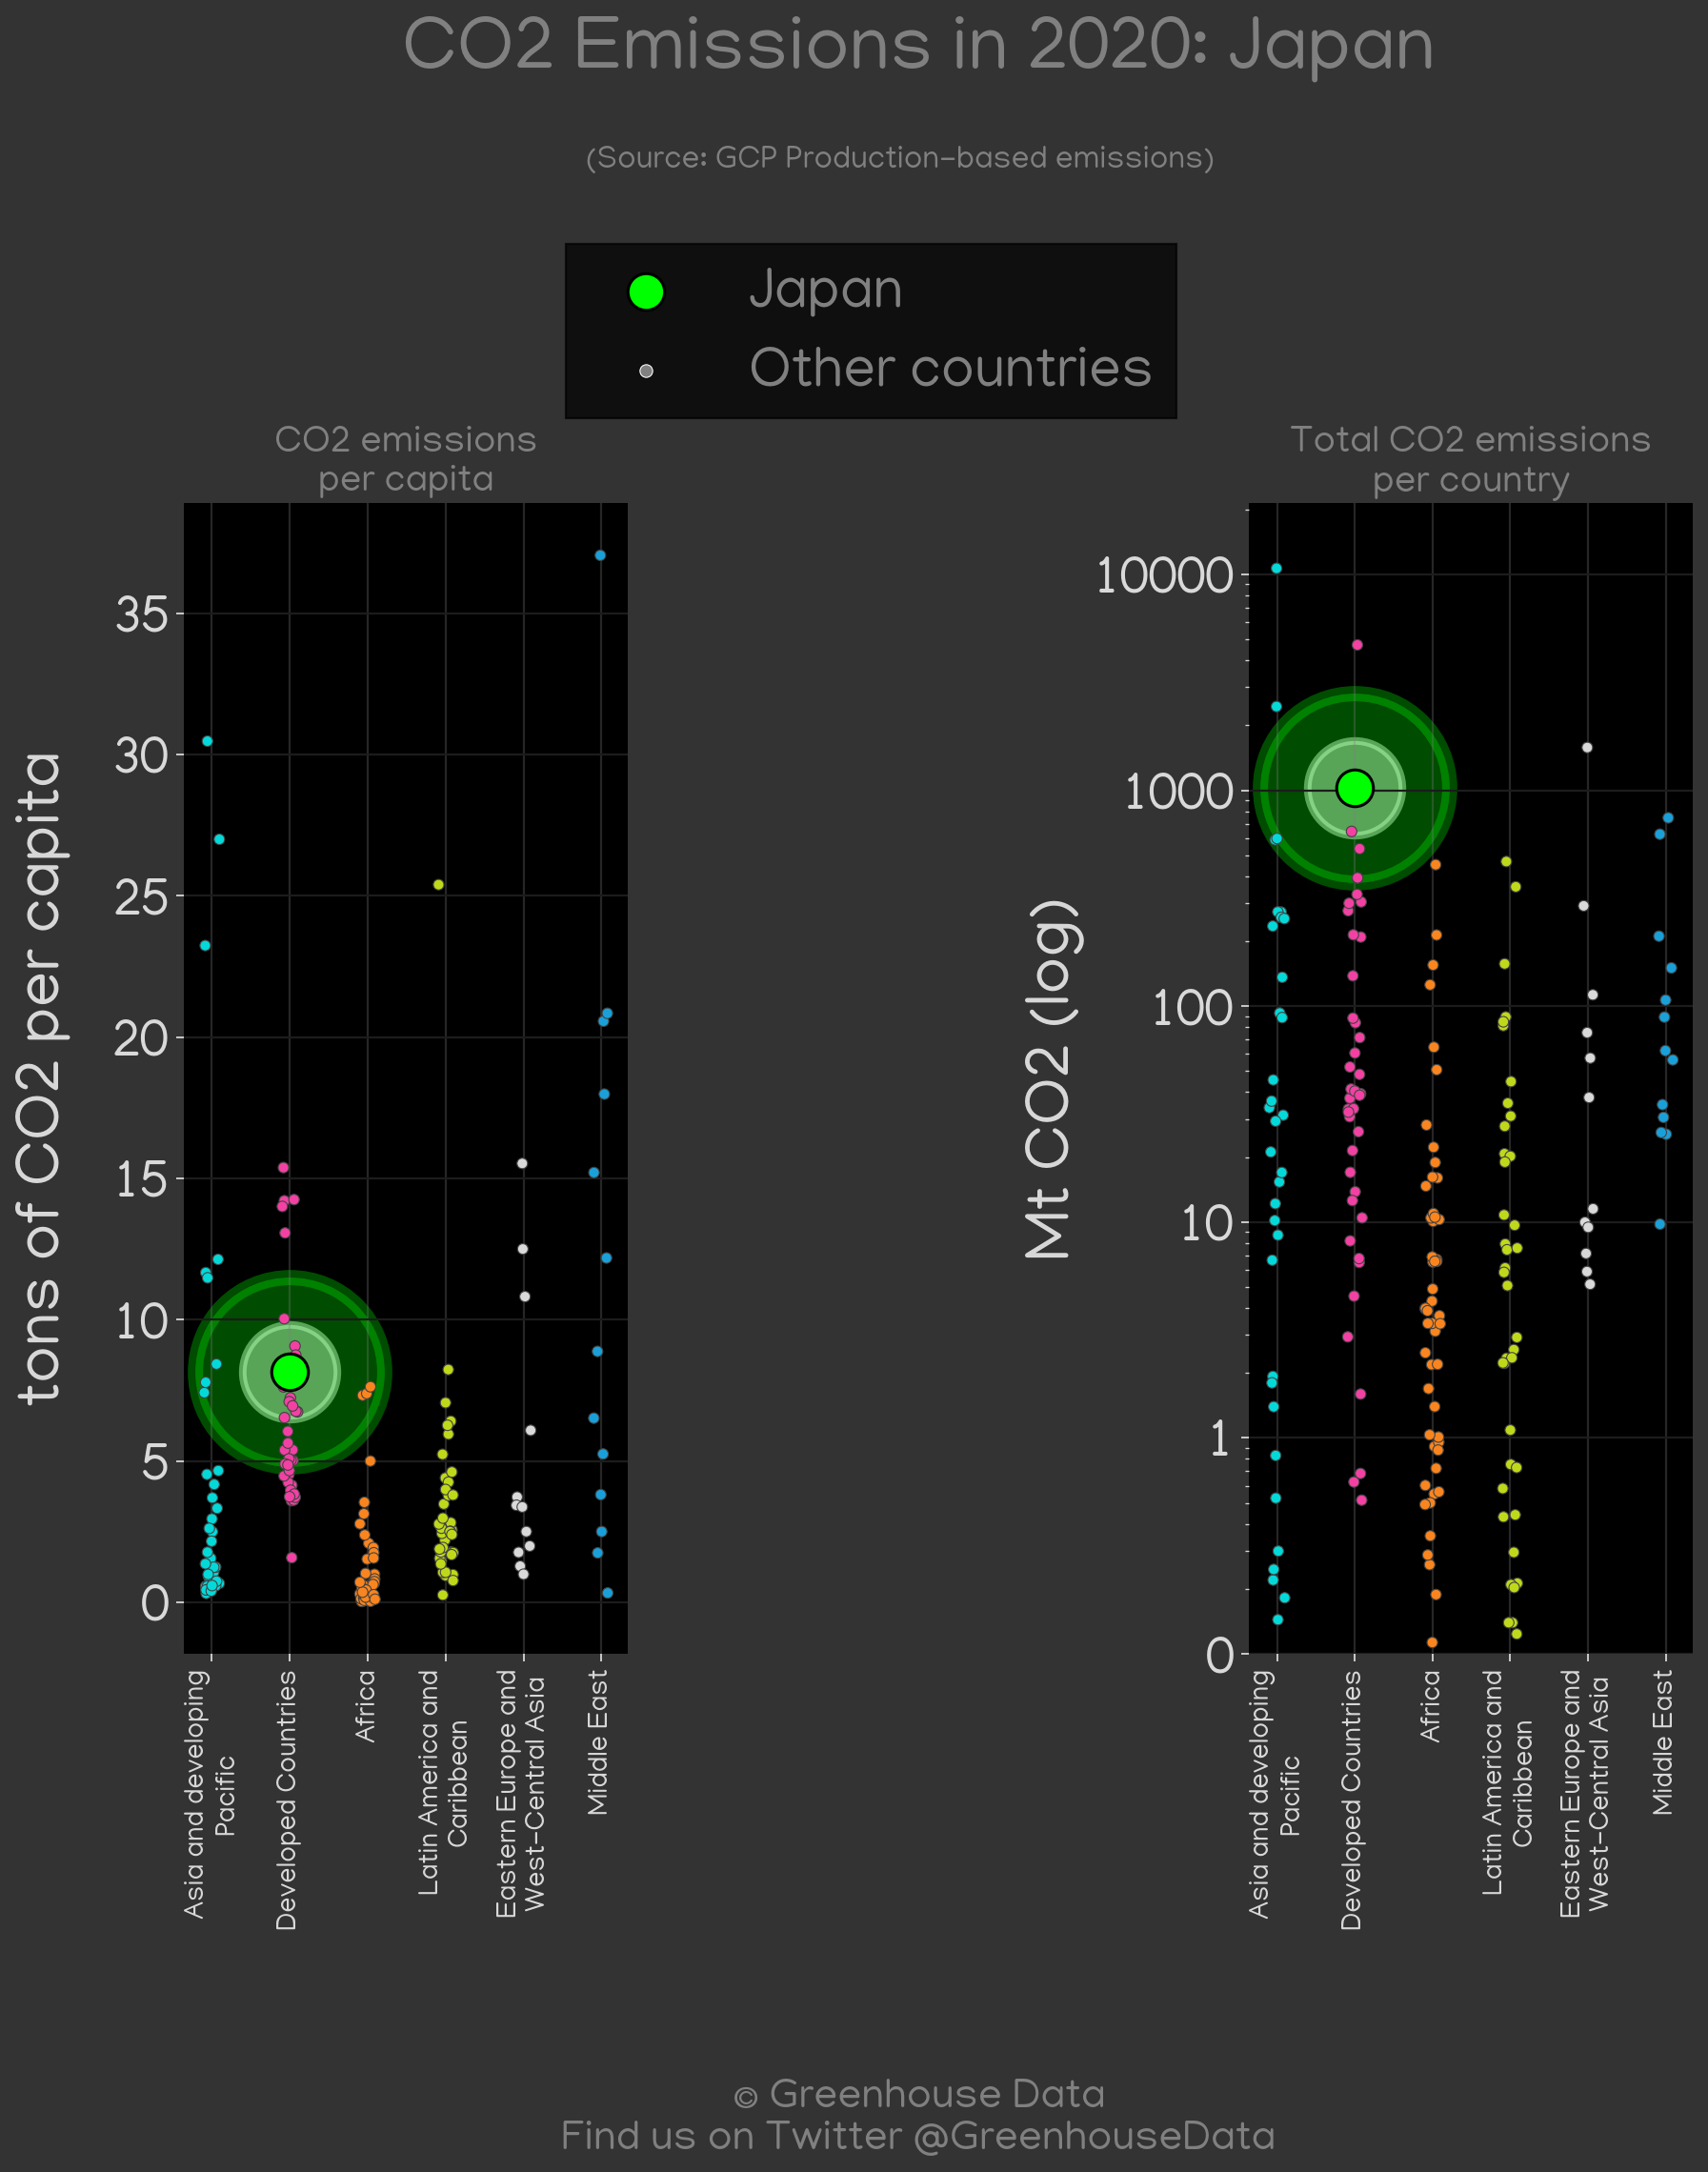 CO2 Emissions in 2020: Japan
(Source: GCP Production-based emissions)
Japan
Other countries
CO2 emissions
per capita
tons of CO2 per capita
35
30
25
20
15
10
5
0
Asia and developing
Pacific
Developed Countries
Africa
Latin America and
Caribbean
Eastern Europe and
West-Central Asia
Middle East
Total CO2 emissions
per country
Mt CO2 (log)
10000
1000
100
10
1
0
Asia and developing
Pacific
Developed Countries
Africa
Latin America and
Caribbean
Eastern Europe and
West-Central Asia
Middle East
© Greenhouse Data
Find us on Twitter @GreenhouseData